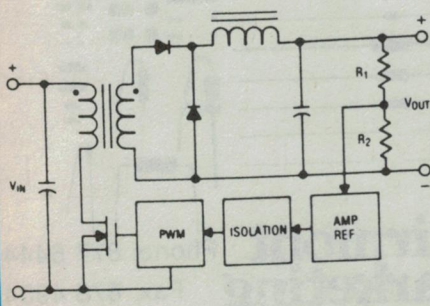 +
+
R1
VOUT
R2
VIN
−
PWM
ISOLATION
AMP
REF
−